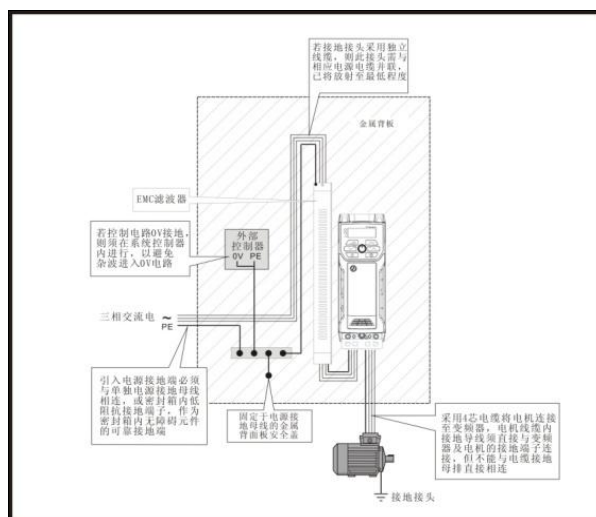 若接地接头采用独立
线缆,则此接头需与
相应电源电缆并联,
已将放射至最低程度
金属背板
EMC滤波器
若控制电路0V接地,
则须在系统控制器
内进行,以避免
杂波进入0V电路
外部
控制器
0V PE
三相交流电 ~
PE
引入电源接地端必须
与单独电源接地母线
相连,或密封箱内低
阻抗接地端子,作为
密封箱内无障碍元件
的可靠接地端
固定于电源接
地母线的金属
背面板安全盖
采用4芯电缆将电机连接
至变频器,电机线缆内
接地导线须直接与变频
器及电机的接地端子连
接,但不能与电缆接地
母排直接相连
接地接头